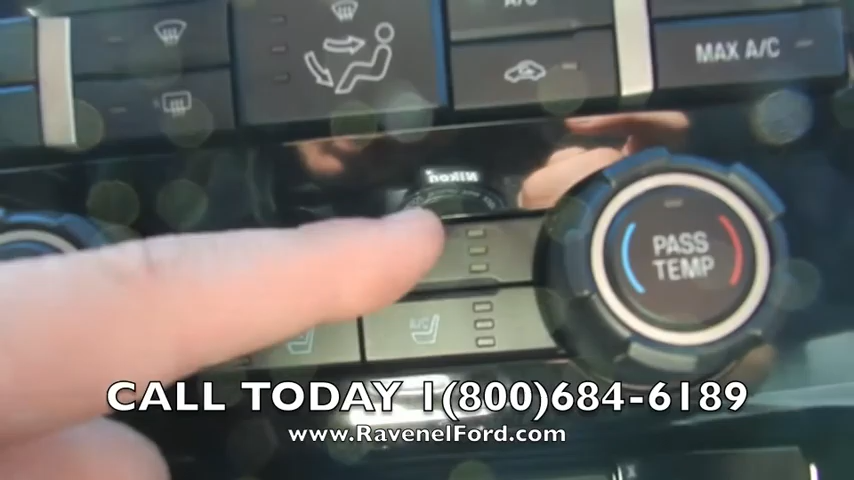 A/C
MAX A/C
Nikon
PASS
TEMP
A/C
CALL TODAY 1(800)684-6189
www.RavenelFord.com